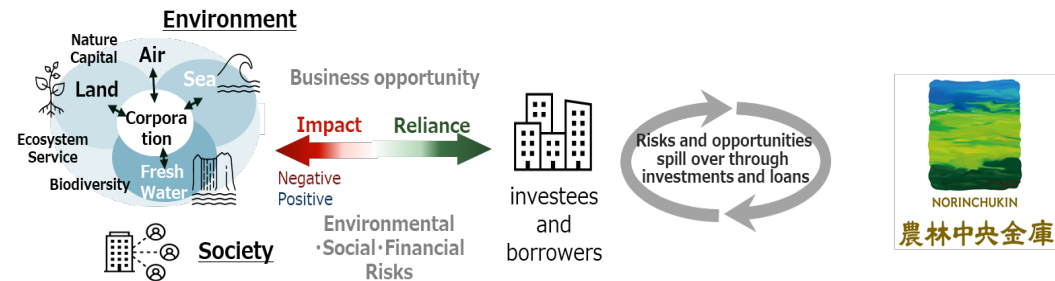 Environment
Nature
Capital
Air
Land
Sea
Corpora
tion
Ecosystem
Service
Biodiversity
Fresh
Water
Society
Business opportunity
Impact
Reliance
Negative
Positive
Environmental
・Social・Financial
Risks
investees
and
borrowers
Risks and opportunities
spill over through
investments and loans
NORINCHUKIN
農林中央金庫